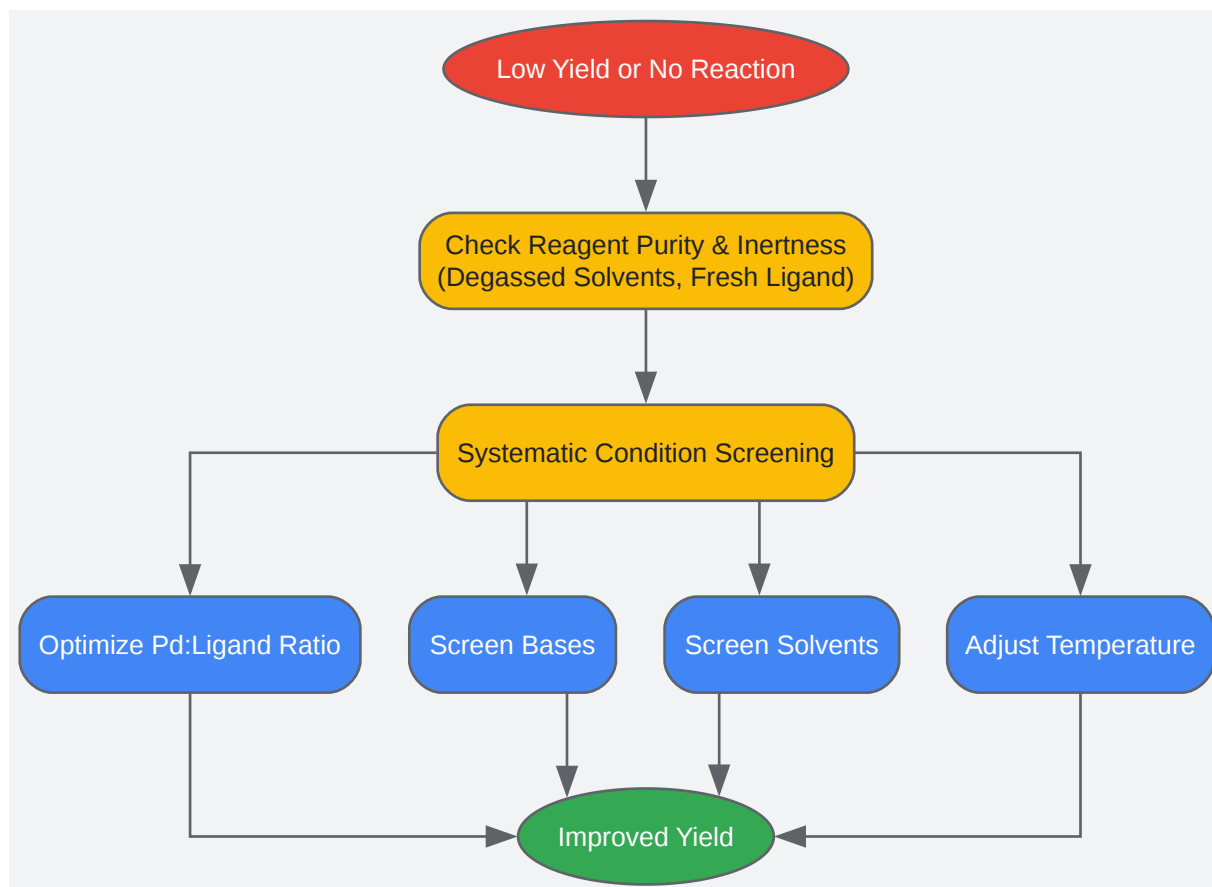 Low Yield or No Reaction
Check Reagent Purity & Inertness
(Degassed Solvents, Fresh Ligand)
Systematic Condition Screening
Optimize Pd:Ligand Ratio
Screen Bases
Screen Solvents
Adjust Temperature
Improved Yield